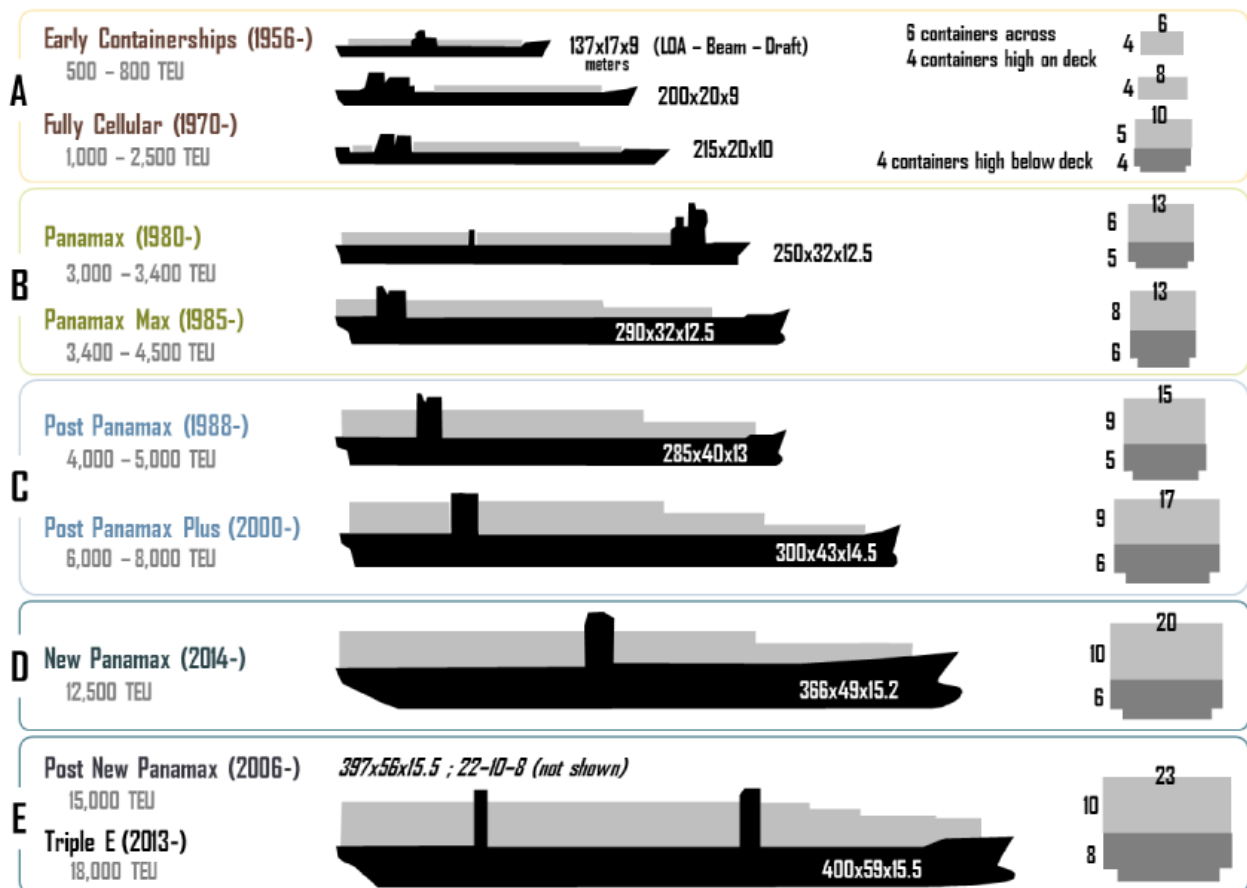 A
Early Containerships (1956-)
500 – 800 TEU
137x17x9 (LOA – Beam – Draft)
meters
6 containers across
4 containers high on deck
6
4
200x20x9
8
4
Fully Cellular (1970-)
1,000 – 2,500 TEU
215x20x10
4 containers high below deck
10
5
4
B
Panamax (1980-)
3,000 – 3,400 TEU
250x32x12.5
13
6
5
Panamax Max (1985-)
3,400 – 4,500 TEU
290x32x12.5
13
8
6
C
Post Panamax (1988-)
4,000 – 5,000 TEU
285x40x13
15
9
5
Post Panamax Plus (2000-)
6,000 – 8,000 TEU
300x43x14.5
17
9
6
D
New Panamax (2014-)
12,500 TEU
366x49x15.2
20
10
6
E
Post New Panamax (2006-)
15,000 TEU
397x56x15.5 ; 22-10-8 (not shown)
Triple E (2013-)
18,000 TEU
400x59x15.5
23
10
8